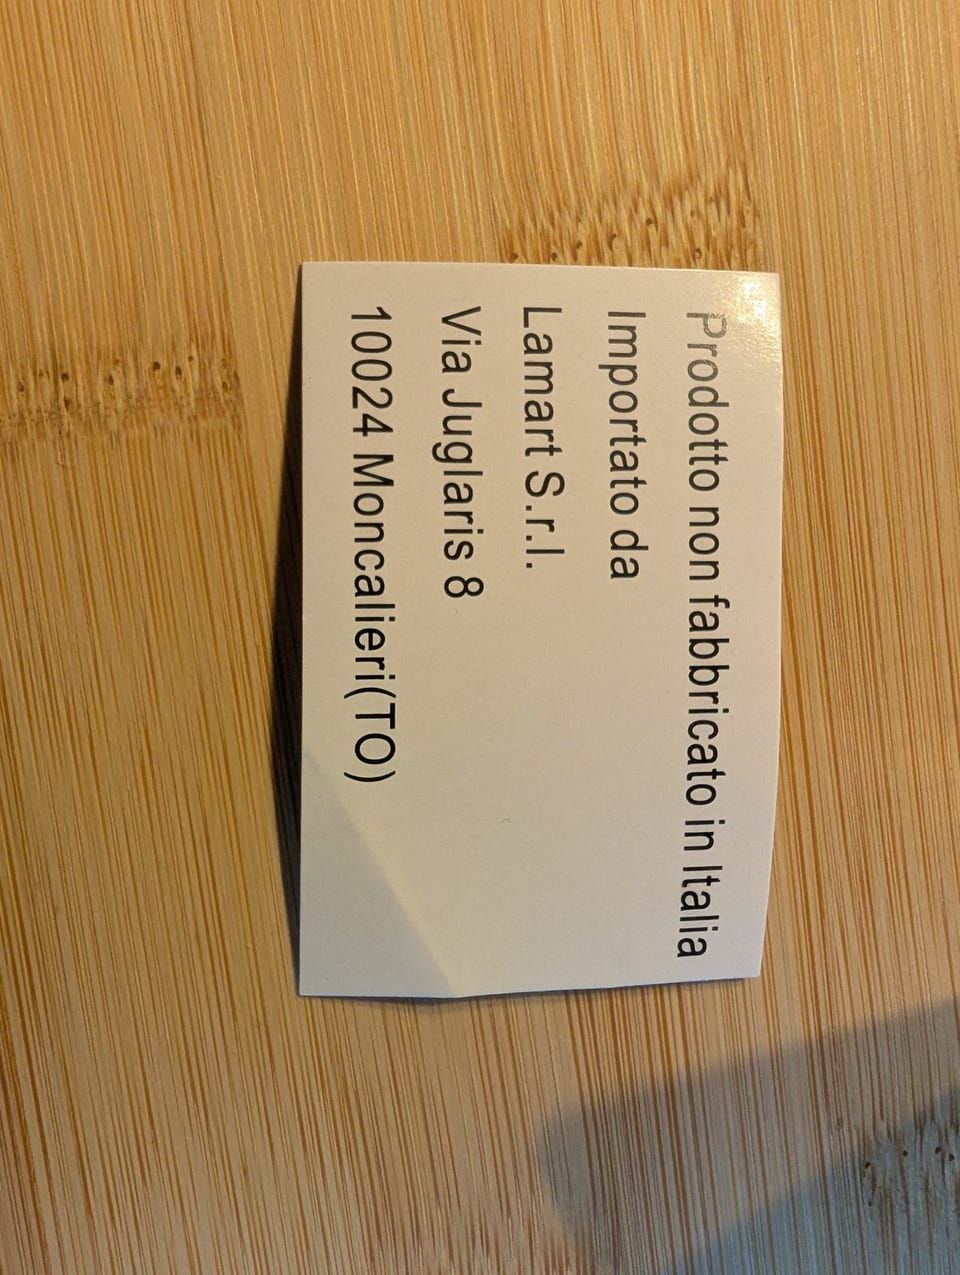 Prodotto non fabbricato in Italia
Importato da
Lamart S.r.l.
Via Juglaris 8
10024 Moncalieri(TO)